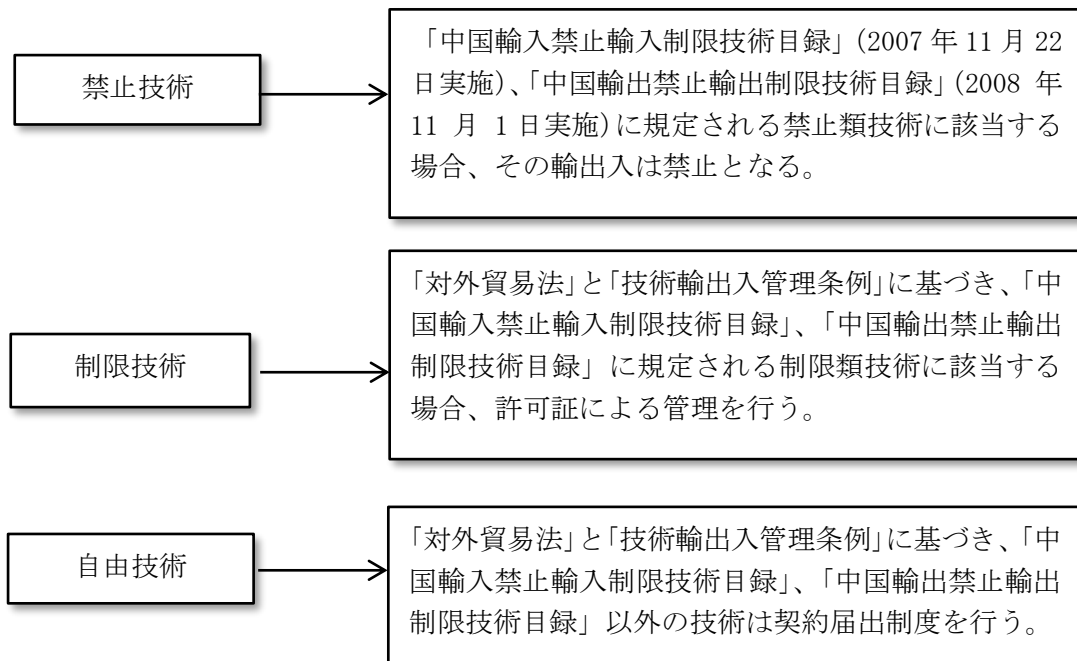 禁止技術
「中国輸入禁止輸入制限技術目録」(2007 年 11 月 22
日実施)、「中国輸出禁止輸出制限技術目録」(2008 年
11 月 1 日実施)に規定される禁止類技術に該当する
場合、その輸出入は禁止となる。
制限技術
「対外貿易法」と「技術輸出入管理条例」に基づき、「中
国輸入禁止輸入制限技術目録」、「中国輸出禁止輸出
制限技術目録」に規定される制限類技術に該当する
場合、許可証による管理を行う。
自由技術
「対外貿易法」と「技術輸出入管理条例」に基づき、「中
国輸入禁止輸入制限技術目録」、「中国輸出禁止輸出
制限技術目録」以外の技術は契約届出制度を行う。